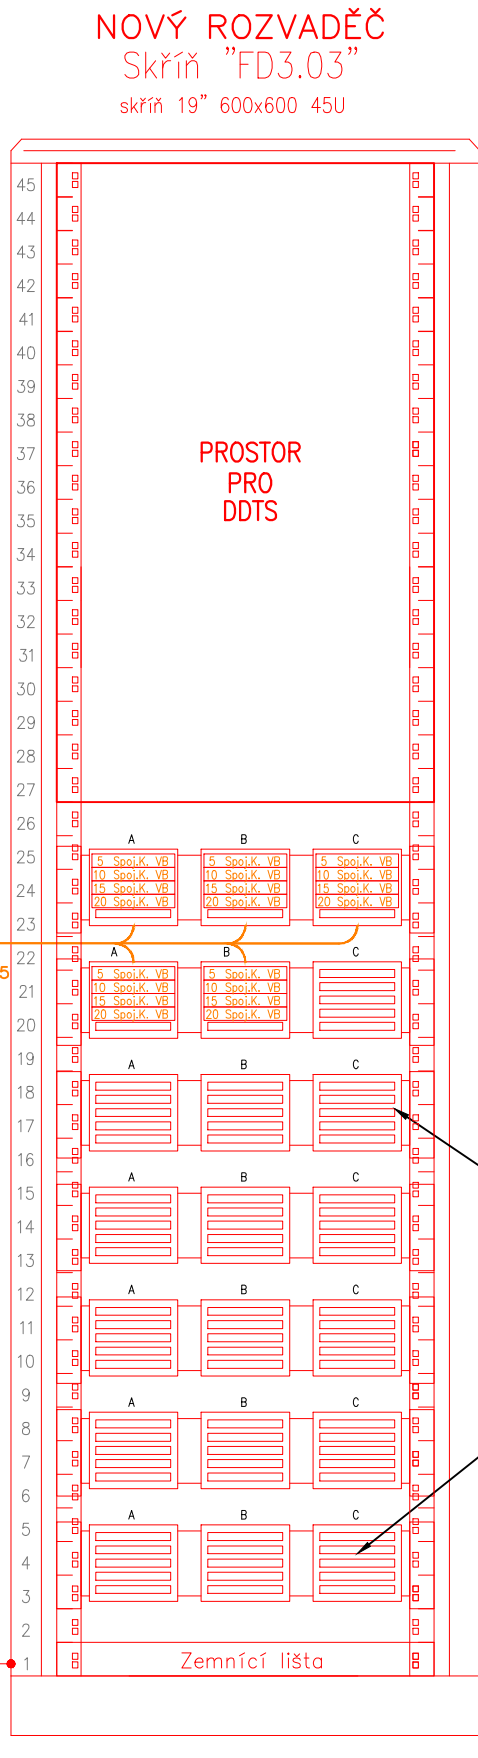 NOVÝ ROZVADĚČ
Skříň "FD3.03"
skříň 19" 600x600 45U
45
44
43
42
41
40
39
38
37
PROSTOR
36
PRO
35
DDTS
34
33
32
31
30
29
28
27
26
A B C
25
5 Spoj.K. VB 5 Spoj.K. VB 5 Spoj.K. VB
10 Spoj.K. VB 10 Spoj.K. VB 10 Spoj.K. VB
24
15 Spoj.K. VB 15 Spoj.K. VB 15 Spoj.K. VB
20 Spoj.K. VB 20 Spoj.K. VB 20 Spoj.K. VB
23
A B C
22
5
5 Spoj.K. VB 5 Spoj.K. VB
10 Spoj.K. VB 10 Spoj.K. VB
21
15 Spoj.K. VB 15 Spoj.K. VB
20 Spoj.K. VB 20 Spoj.K. VB
20
19
A B C
18
17
16
A B C
15
14
13
12
A B C
11
10
9
A B C
8
7
6
A B C
5
4
3
2
1 Zemnící lišta